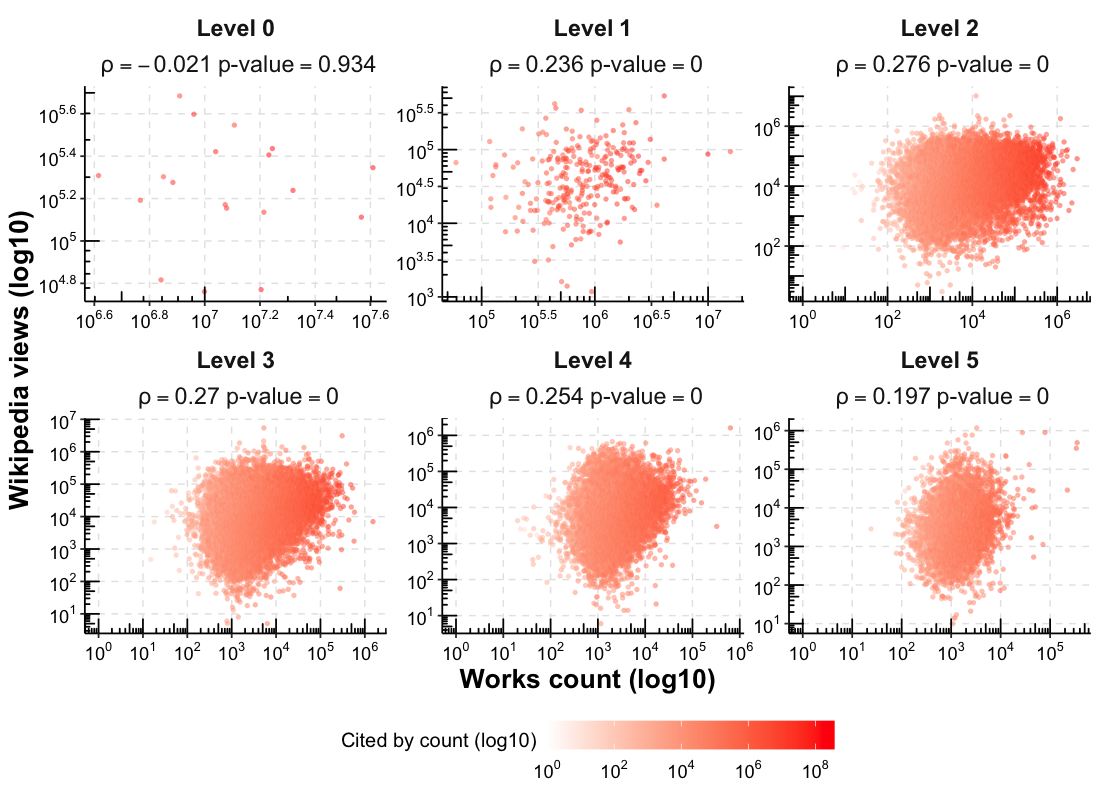 Level 0
ρ = −0.021 p-value = 0.934
Level 1
ρ = 0.236 p-value = 0
Level 2
ρ = 0.276 p-value = 0
10^5.6
10^5.4
10^5.2
10^5
10^4.8
10^6.6 10^6.8 10^7 10^7.2 10^7.4 10^7.6
10^5.5
10^5
10^4.5
10^4
10^3.5
10^3
10^5 10^5.5 10^6 10^6.5 10^7
10^6
10^4
10^2
10^0 10^2 10^4 10^6
Wikipedia views (log10)
Level 3
ρ = 0.27 p-value = 0
Level 4
ρ = 0.254 p-value = 0
Level 5
ρ = 0.197 p-value = 0
10^7
10^6
10^5
10^4
10^3
10^2
10^1
10^0 10^1 10^2 10^3 10^4 10^5 10^6
10^6
10^5
10^4
10^3
10^2
10^1
10^0 10^1 10^2 10^3 10^4 10^5 10^6
10^6
10^5
10^4
10^3
10^2
10^1
10^0 10^1 10^2 10^3 10^4 10^5
Works count (log10)
Cited by count (log10)
10^0 10^2 10^4 10^6 10^8